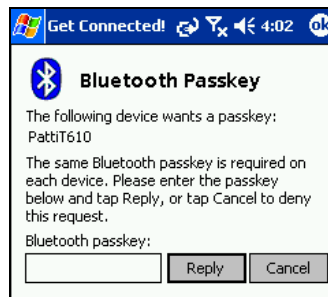 Get Connected! 4:02 ok
Bluetooth Passkey
The following device wants a passkey:
PattiT610
The same Bluetooth passkey is required on
each device. Please enter the passkey
below and tap Reply, or tap Cancel to deny
this request.
Bluetooth passkey:
Reply Cancel